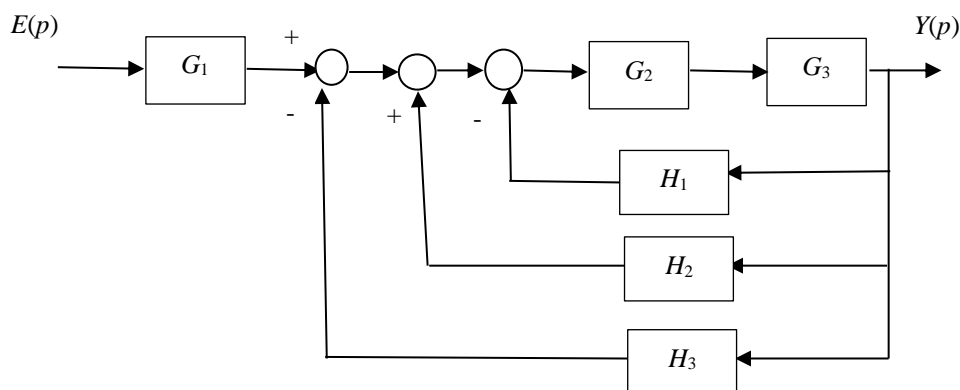 E(p)
Y(p)
G₁
+
G₂
G₃
-
+
-
H₁
H₂
H₃